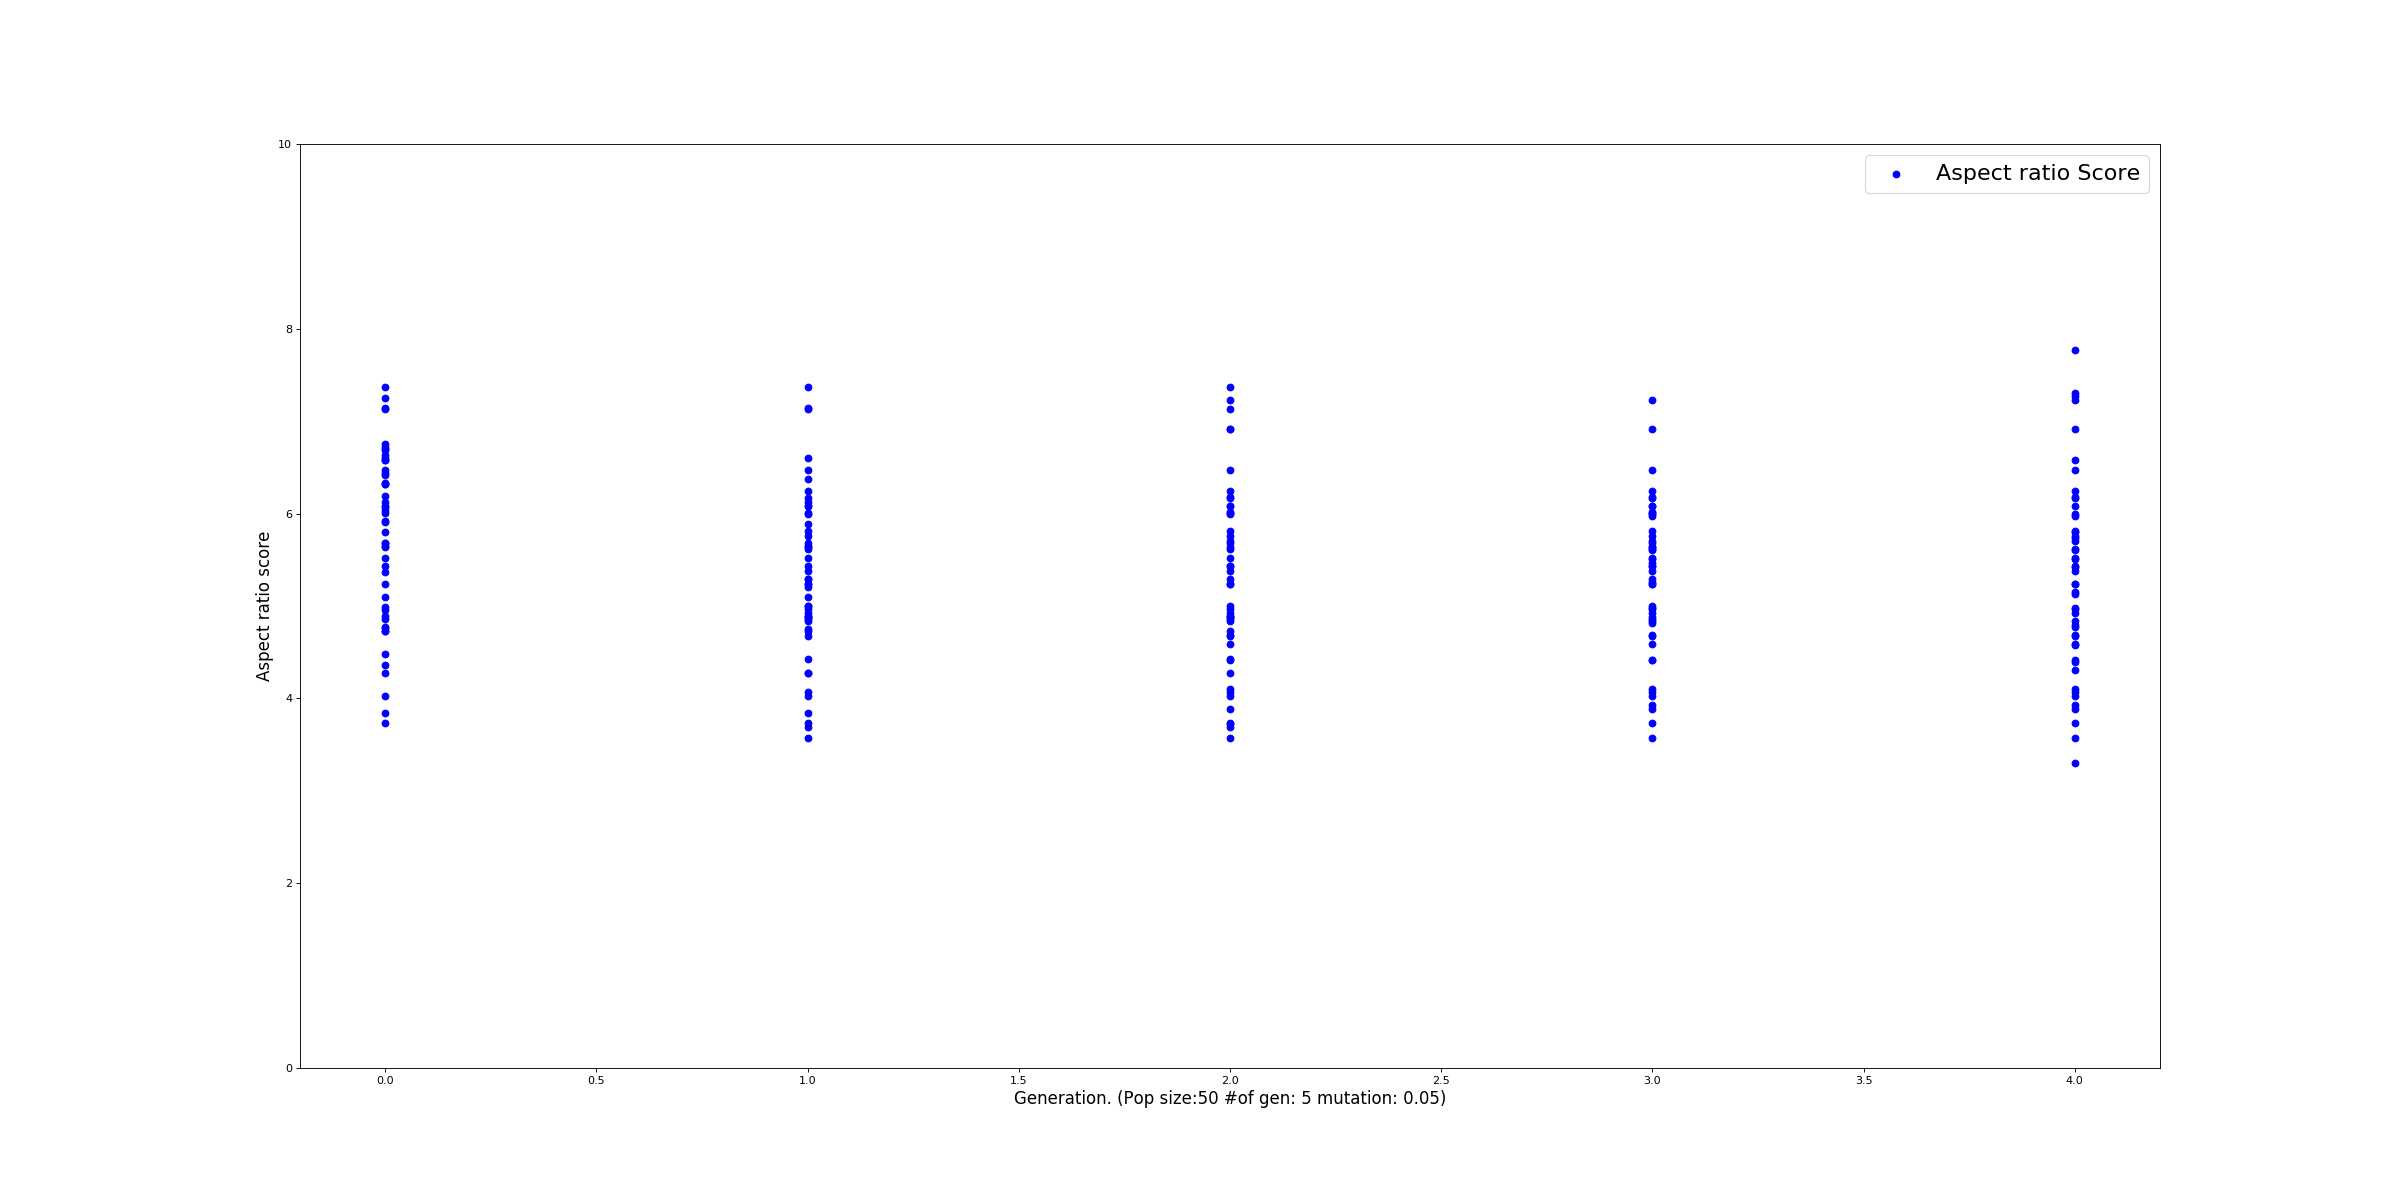 Aspect ratio Score
10
8
6
4
2
0
Aspect ratio score
0.0 0.5 1.0 1.5 2.0 2.5 3.0 3.5 4.0
Generation. (Pop size:50 #of gen: 5 mutation: 0.05)